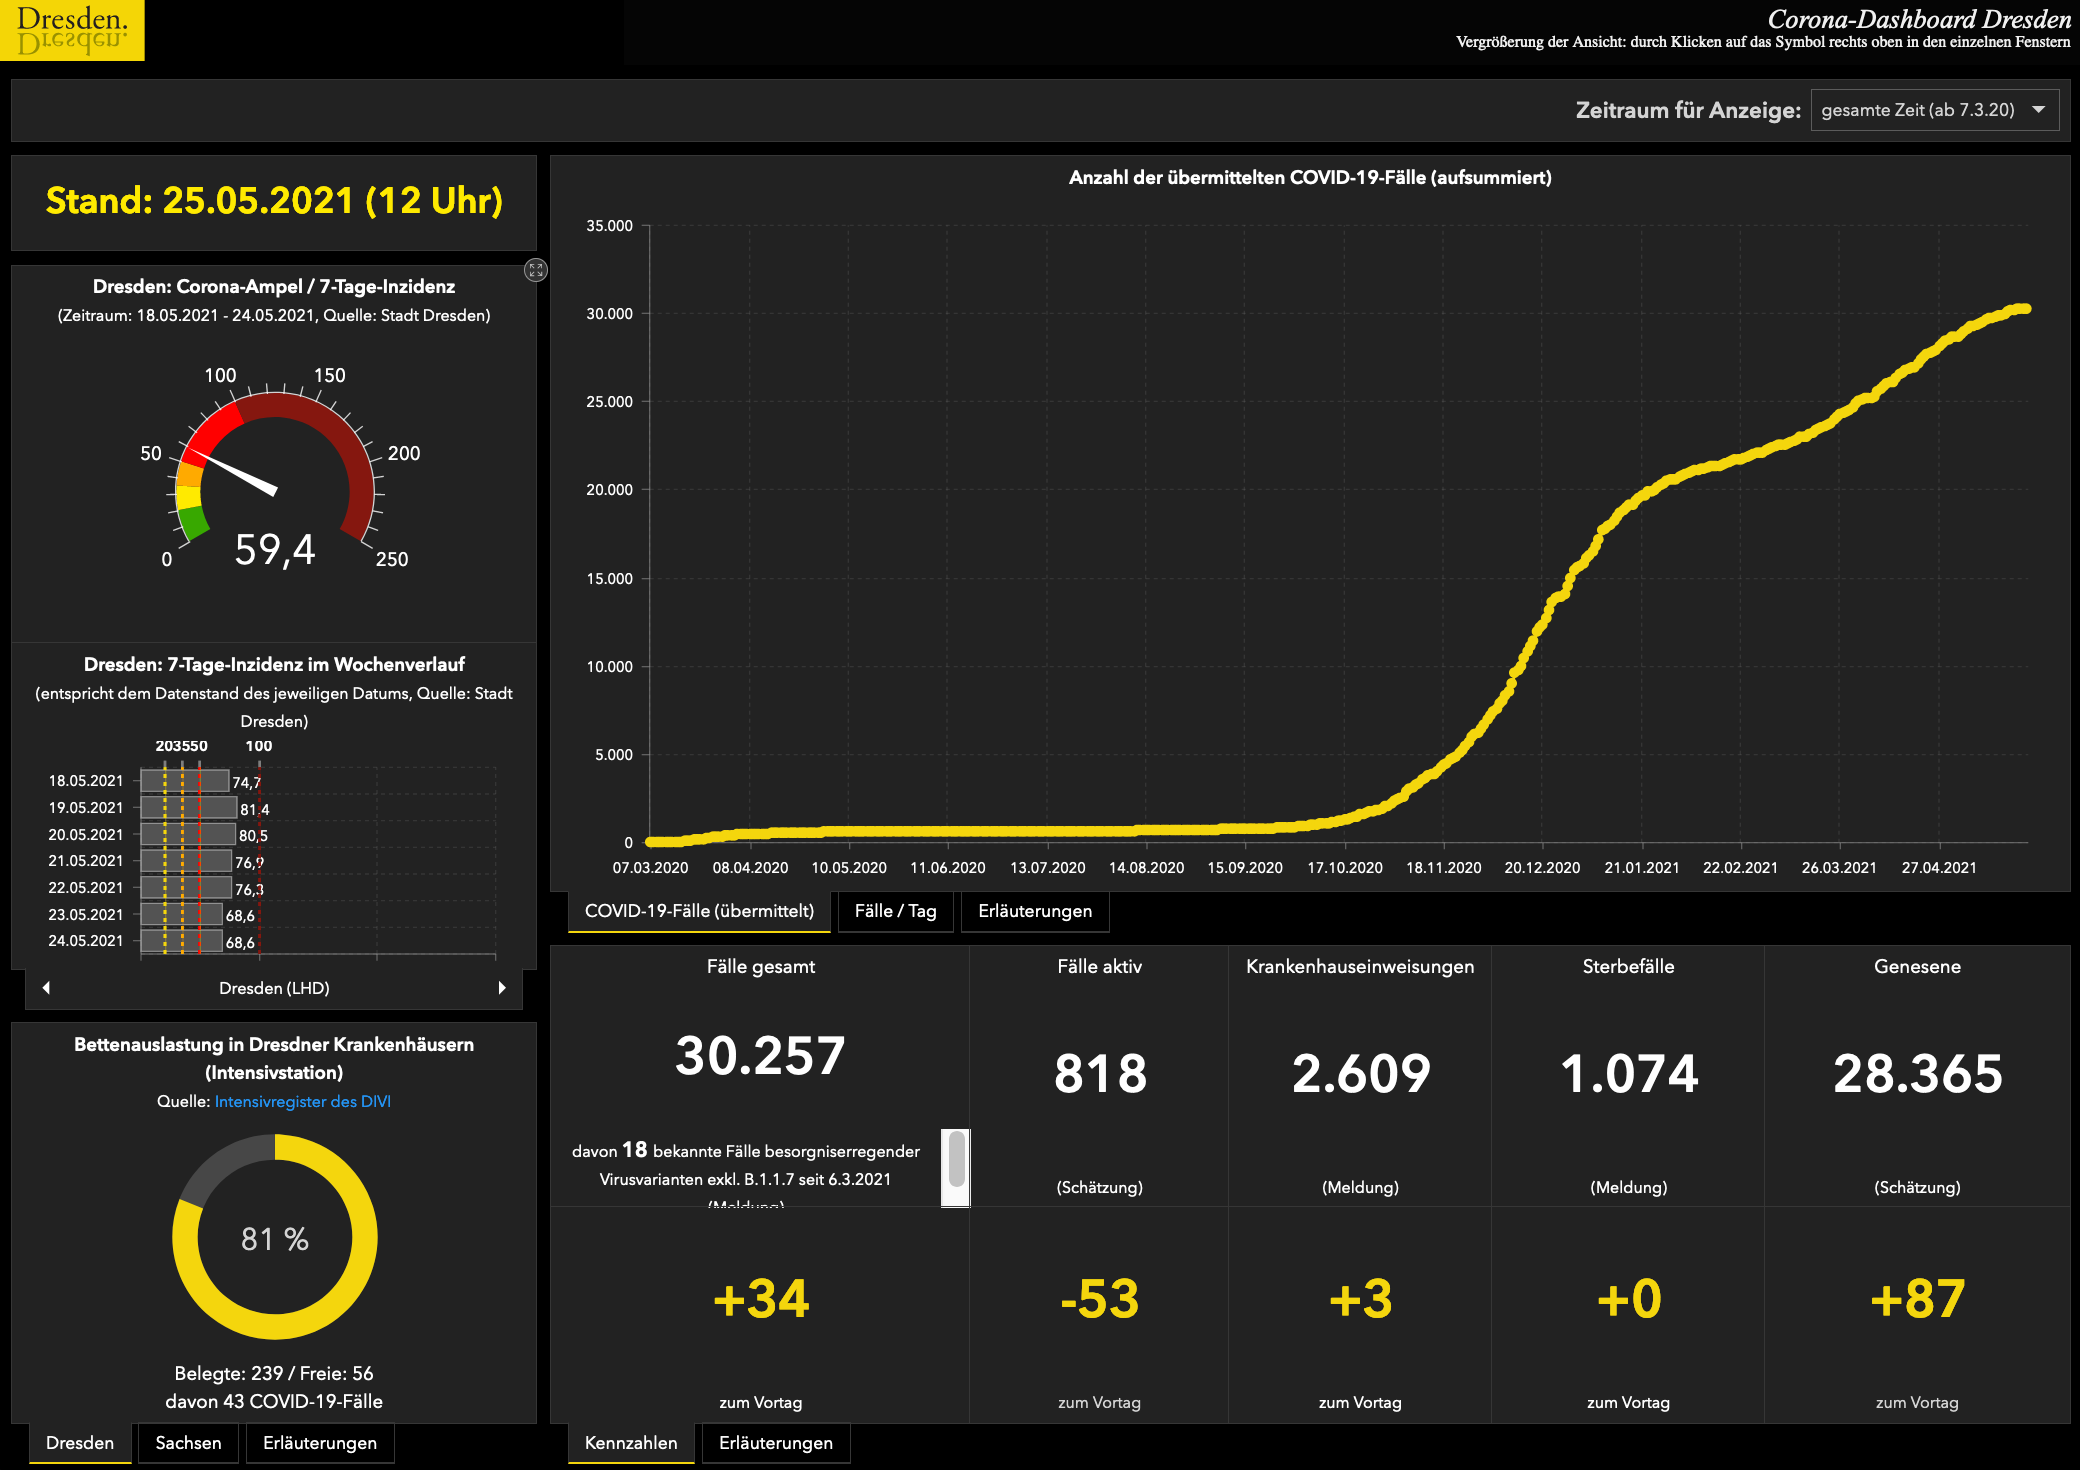 Dresden.
Corona-Dashboard Dresden
Vergrößerung der Ansicht: durch Klicken auf das Symbol rechts oben in den einzelnen Fenstern
Zeitraum für Anzeige: gesamte Zeit (ab 7.3.20)
Stand: 25.05.2021 (12 Uhr)
Dresden: Corona-Ampel / 7-Tage-Inzidenz
(Zeitraum: 18.05.2021 - 24.05.2021, Quelle: Stadt Dresden)
100 150
50 200
0 250
59,4
Dresden: 7-Tage-Inzidenz im Wochenverlauf
(entspricht dem Datenstand des jeweiligen Datums, Quelle: Stadt
Dresden)
20 35 50 100
18.05.2021 74,7
19.05.2021 81,4
20.05.2021 80,5
21.05.2021 76,9
22.05.2021 76,3
23.05.2021 68,6
24.05.2021 68,6
Dresden (LHD)
Bettenauslastung in Dresdner Krankenhäusern
(Intensivstation)
Quelle: Intensivregister des DIVI
81 %
Belegte: 239 / Freie: 56
davon 43 COVID-19-Fälle
Dresden Sachsen Erläuterungen
Anzahl der übermittelten COVID-19-Fälle (aufsummiert)
35.000
30.000
25.000
20.000
15.000
10.000
5.000
0
07.03.2020 08.04.2020 10.05.2020 11.06.2020 13.07.2020 14.08.2020 15.09.2020 17.10.2020 18.11.2020 20.12.2020 21.01.2021 22.02.2021 26.03.2021 27.04.2021
COVID-19-Fälle (übermittelt) Fälle / Tag Erläuterungen
Fälle gesamt
30.257
davon 18 bekannte Fälle besorgniserregender
Virusvarianten exkl. B.1.1.7 seit 6.3.2021
(Meldung)
+34
zum Vortag
Fälle aktiv
818
(Schätzung)
-53
zum Vortag
Krankenhauseinweisungen
2.609
(Meldung)
+3
zum Vortag
Sterbefälle
1.074
(Meldung)
+0
zum Vortag
Genesene
28.365
(Schätzung)
+87
zum Vortag
Kennzahlen Erläuterungen